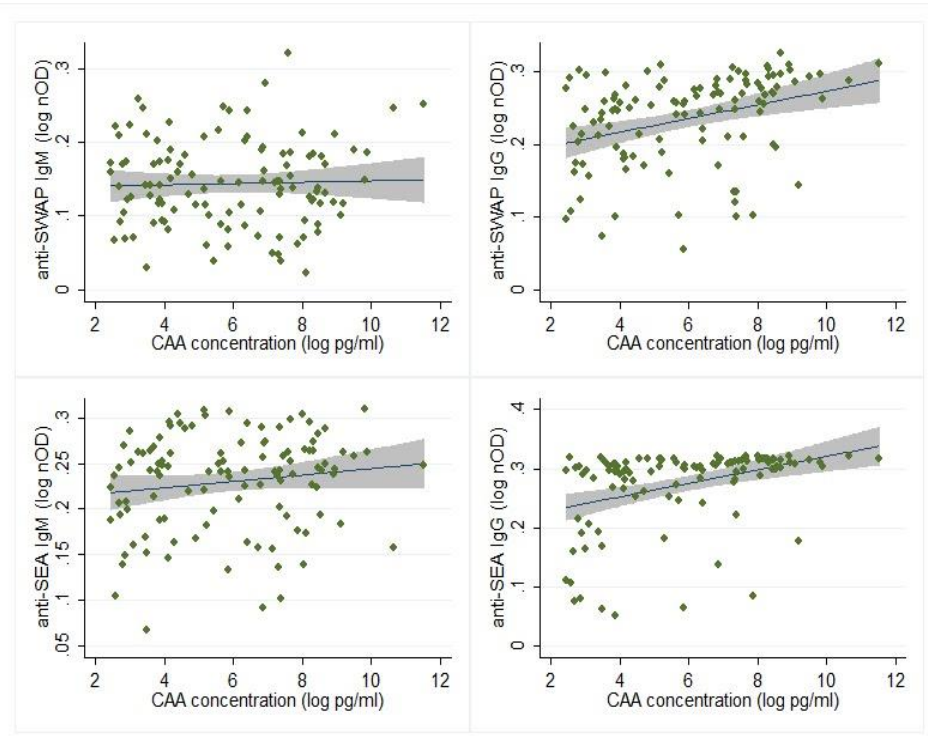 anti-SWAP IgM (log nOD)
.3
.2
.1
0
2 4 6 8 10 12
CAA concentration (log pg/ml)
anti-SWAP IgG (log nOD)
.3
.2
.1
0
2 4 6 8 10 12
CAA concentration (log pg/ml)
anti-SEA IgM (log nOD)
.3
.25
.2
.15
.1
.05
2 4 6 8 10 12
CAA concentration (log pg/ml)
anti-SEA IgG (log nOD)
.4
.3
.2
.1
0
2 4 6 8 10 12
CAA concentration (log pg/ml)